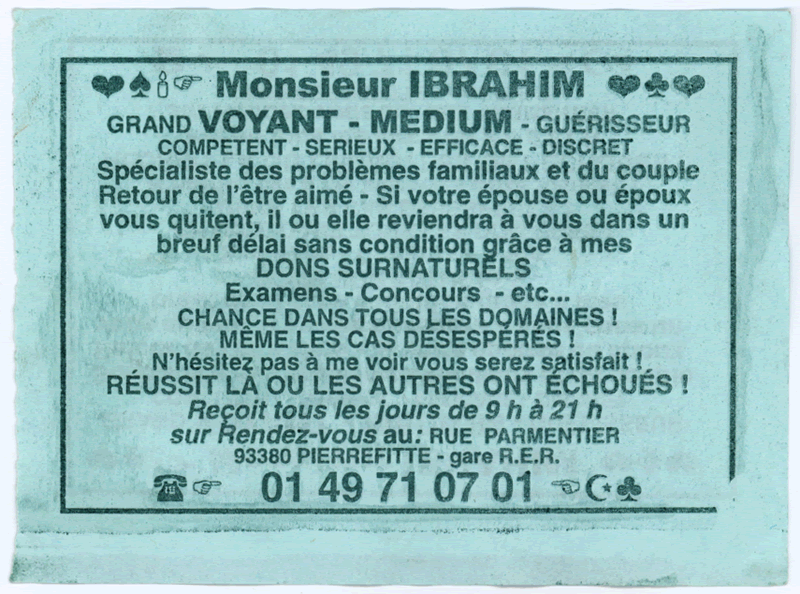 Monsieur IBRAHIM
GRAND VOYANT - MEDIUM - GUÉRISSEUR
COMPETENT - SERIEUX - EFFICACE - DISCRET
Spécialiste des problèmes familiaux et du couple
Retour de l'être aimé - Si votre épouse ou époux
vous quitent, il ou elle reviendra à vous dans un
breuf délai sans condition grâce à mes
DONS SURNATURELS
Examens - Concours - etc...
CHANCE DANS TOUS LES DOMAINES !
MÊME LES CAS DÉSESPÉRÉS !
N'hésitez pas à me voir vous serez satisfait !
RÉUSSIT LÀ OU LES AUTRES ONT ÉCHOUÉS !
Reçoit tous les jours de 9 h à 21 h
sur Rendez-vous au: RUE PARMENTIER
93380 PIERREFITTE - gare R.E.R.
01 49 71 07 01